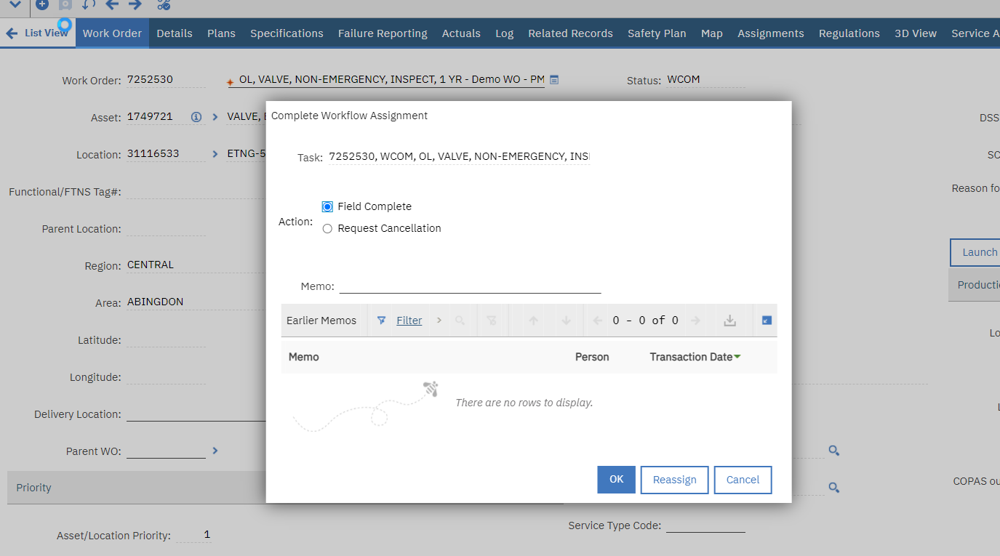 List View Work Order Details Plans Specifications Failure Reporting Actuals Log Related Records Safety Plan Map Assignments Regulations 3D View Service A
Work Order: 7252530 OL, VALVE, NON-EMERGENCY, INSPECT, 1 YR - Demo WO - PM Status: WCOM
Asset: 1749721 VALVE, DSS
Location: 31116533 ETNG-5 SC
Functional/FTNS Tag#: Reason fo
Parent Location:
Region: CENTRAL Launch
Area: ABINGDON Productio
Latitude: Lo
Longitude:
Delivery Location:
Parent WO:
Priority COPAS ou
Asset/Location Priority: 1 Service Type Code:
Complete Workflow Assignment
Task: 7252530, WCOM, OL, VALVE, NON-EMERGENCY, INS
Action: Field Complete
Request Cancellation
Memo:
Earlier Memos Filter 0 - 0 of 0
Memo Person Transaction Date
There are no rows to display.
OK Reassign Cancel